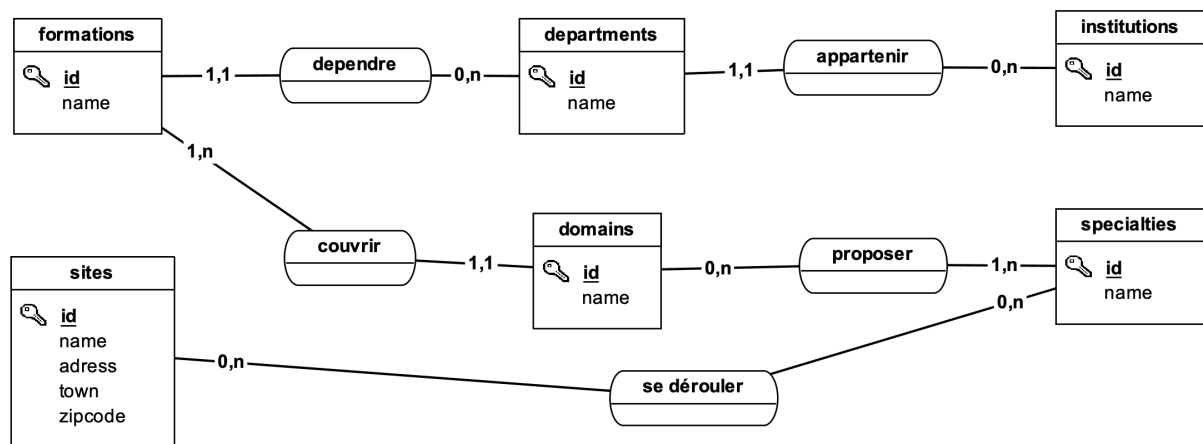 formations
id
name
1,1
dependre
0,n
departments
id
name
1,1
appartenir
0,n
institutions
id
name
1,n
couvrir
1,1
domains
id
name
0,n
proposer
1,n
specialties
id
name
sites
id
name
adress
town
zipcode
0,n
se dérouler
0,n